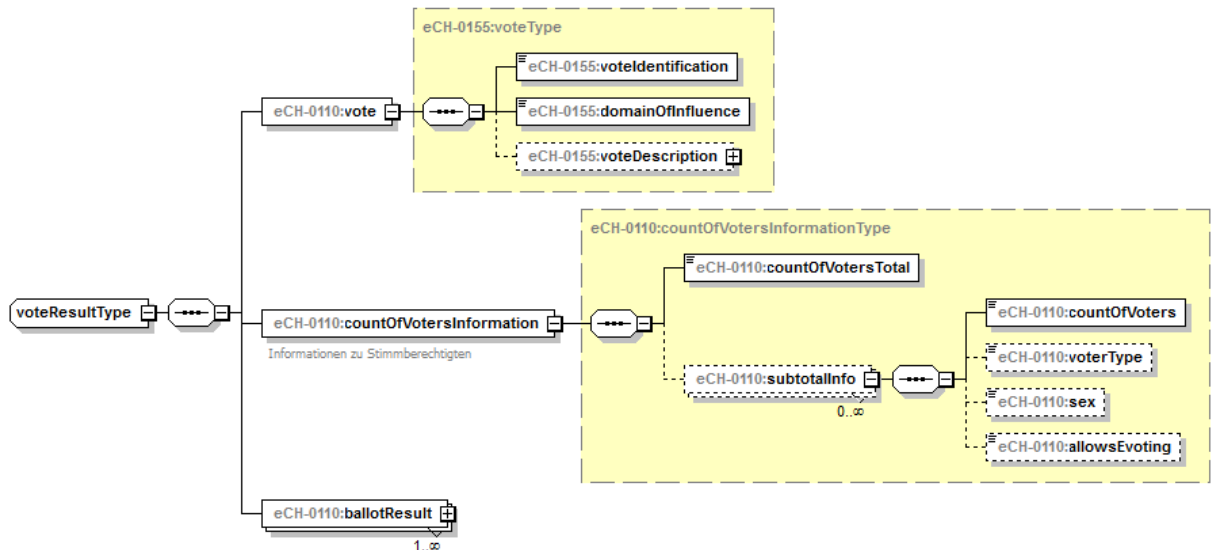 eCH-0155:voteType
eCH-0155:voteIdentification
eCH-0110:vote
eCH-0155:domainOfInfluence
eCH-0155:voteDescription
eCH-0110:countOfVotersInformationType
eCH-0110:countOfVotersTotal
voteResultType
eCH-0110:countOfVotersInformation
Informationen zu Stimmberechtigten
eCH-0110:countOfVoters
eCH-0110:voterType
eCH-0110:subtotalInfo
0..∞
eCH-0110:sex
eCH-0110:allowsEvoting
eCH-0110:ballotResult
1..∞